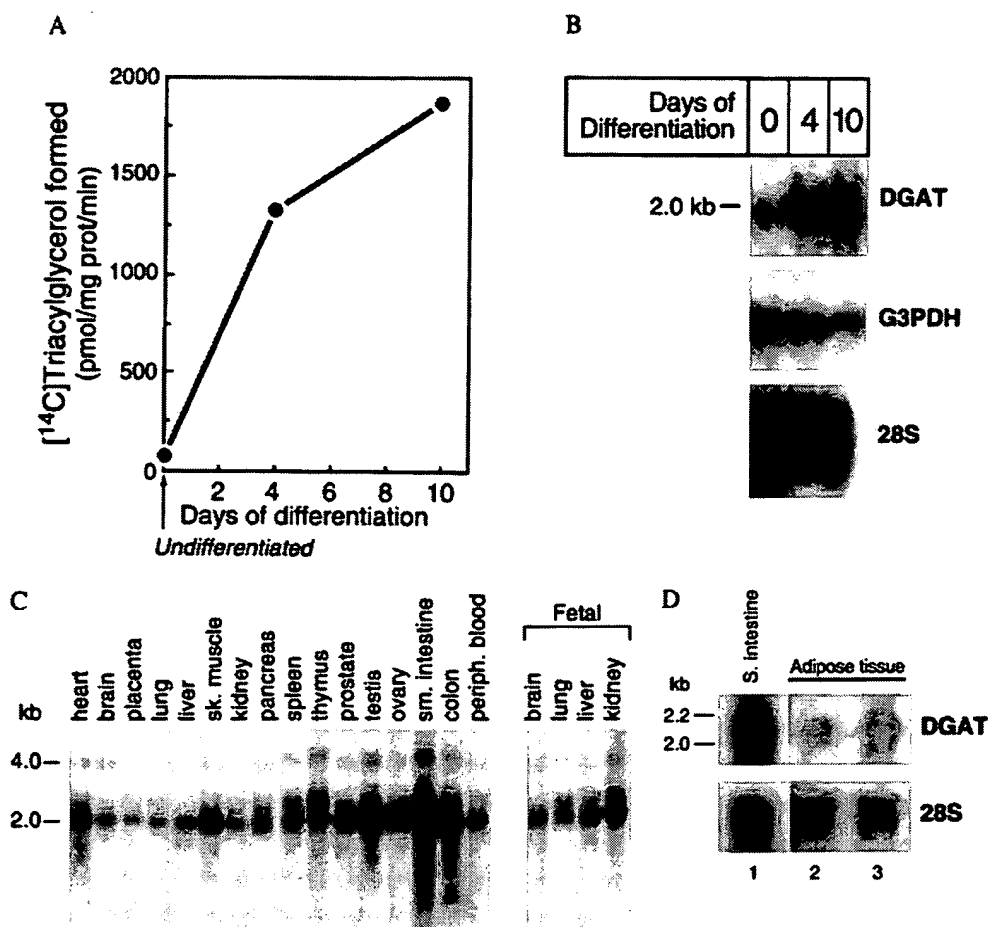 A
2000
1500
1000
500
0
[¹⁴C]Triacylglycerol formed
(pmol/mg prot/min)
2 4 6 8 10
Days of differentiation
Undifferentiated
B
Days of
Differentiation
0 4 10
2.0 kb
DGAT
G3PDH
28S
C
kb
heart
brain
placenta
lung
liver
sk. muscle
kidney
pancreas
spleen
thymus
prostate
testis
ovary
sm. intestine
colon
periph. blood
Fetal
brain
lung
liver
kidney
4.0
2.0
D
kb
S. intestine
Adipose tissue
2.2
2.0
DGAT
28S
1 2 3